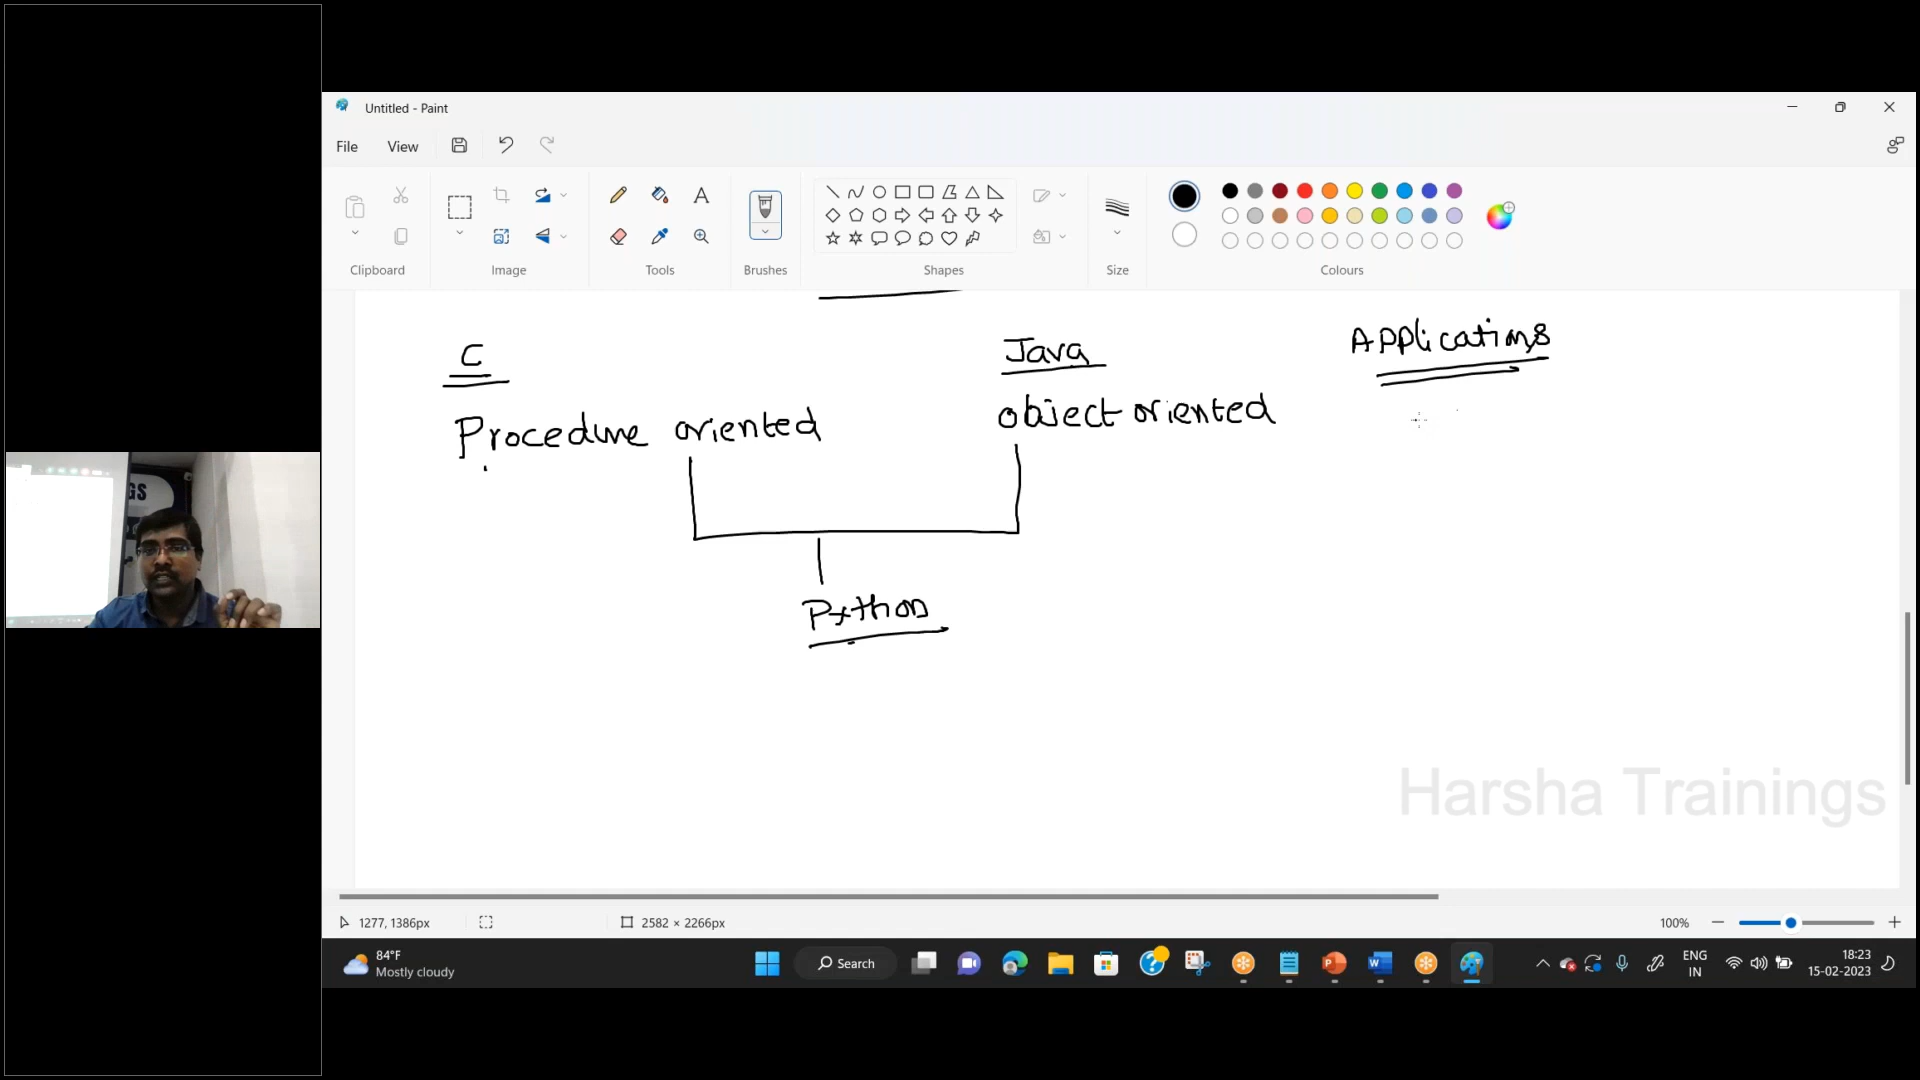 Untitled - Paint
File View
Clipboard Image Tools Brushes Shapes Size Colours
C Java Applications
Procedure oriented object oriented
Python
GS
Harsha Trainings
1277, 1386px 2582 × 2266px 100%
84°F
Mostly cloudy
Search
ENG
IN
18:23
15-02-2023